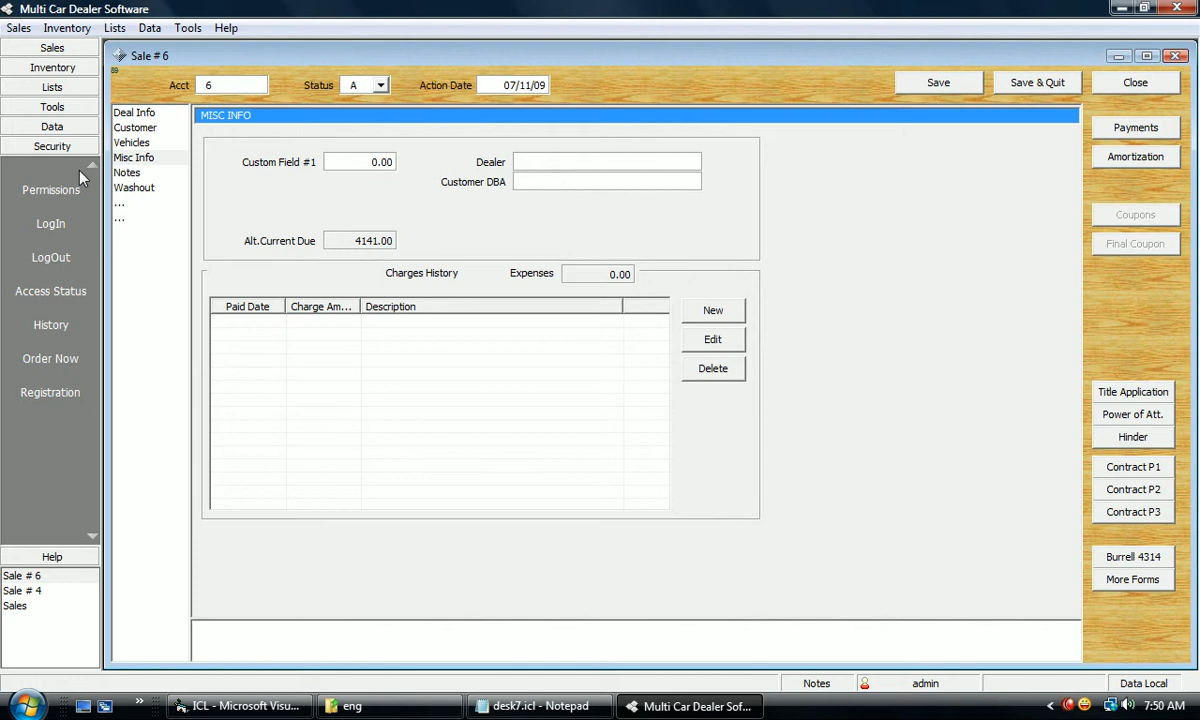 Multi Car Dealer Software
Sales Inventory Lists Data Tools Help
Sales
Inventory
Lists
Tools
Data
Security
Permissions
LogIn
LogOut
Access Status
History
Order Now
Registration
Help
Sale # 6
Sale # 4
Sales
Sale # 6
Acct 6 Status A Action Date 07/11/09 Save Save & Quit Close
Deal Info
Customer
Vehicles
Misc Info
Notes
Washout
...
...
MISC INFO
Custom Field #1 0.00 Dealer
Customer DBA
Alt.Current Due 4141.00
Charges History Expenses 0.00
Paid Date Charge Am... Description
New
Edit
Delete
Payments
Amortization
Coupons
Final Coupon
Title Application
Power of Att.
Hinder
Contract P1
Contract P2
Contract P3
Burrell 4314
More Forms
Notes admin Data Local
» ICL - Microsoft Visu... eng desk7.icl - Notepad Multi Car Dealer Sof... 7:50 AM